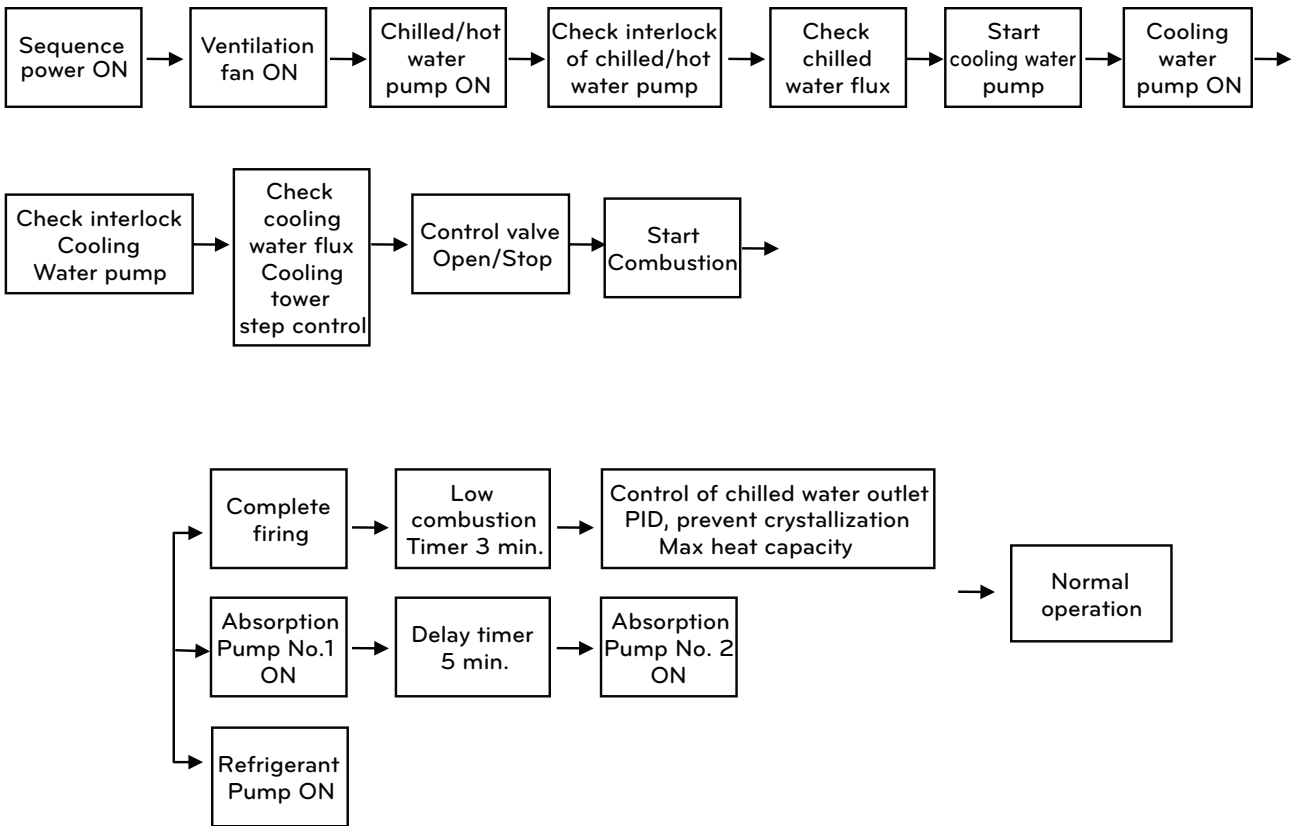 Sequence
power ON
Ventilation
fan ON
Chilled/hot
water
pump ON
Check interlock
of chilled/hot
water pump
Check
chilled
water flux
Start
cooling water
pump
Cooling
water
pump ON
Check interlock
Cooling
Water pump
Check
cooling
water flux
Cooling
tower
step control
Control valve
Open/Stop
Start
Combustion
Complete
firing
Low
combustion
Timer 3 min.
Control of chilled water outlet
PID, prevent crystallization
Max heat capacity
Normal
operation
Absorption
Pump No.1
ON
Delay timer
5 min.
Absorption
Pump No. 2
ON
Refrigerant
Pump ON